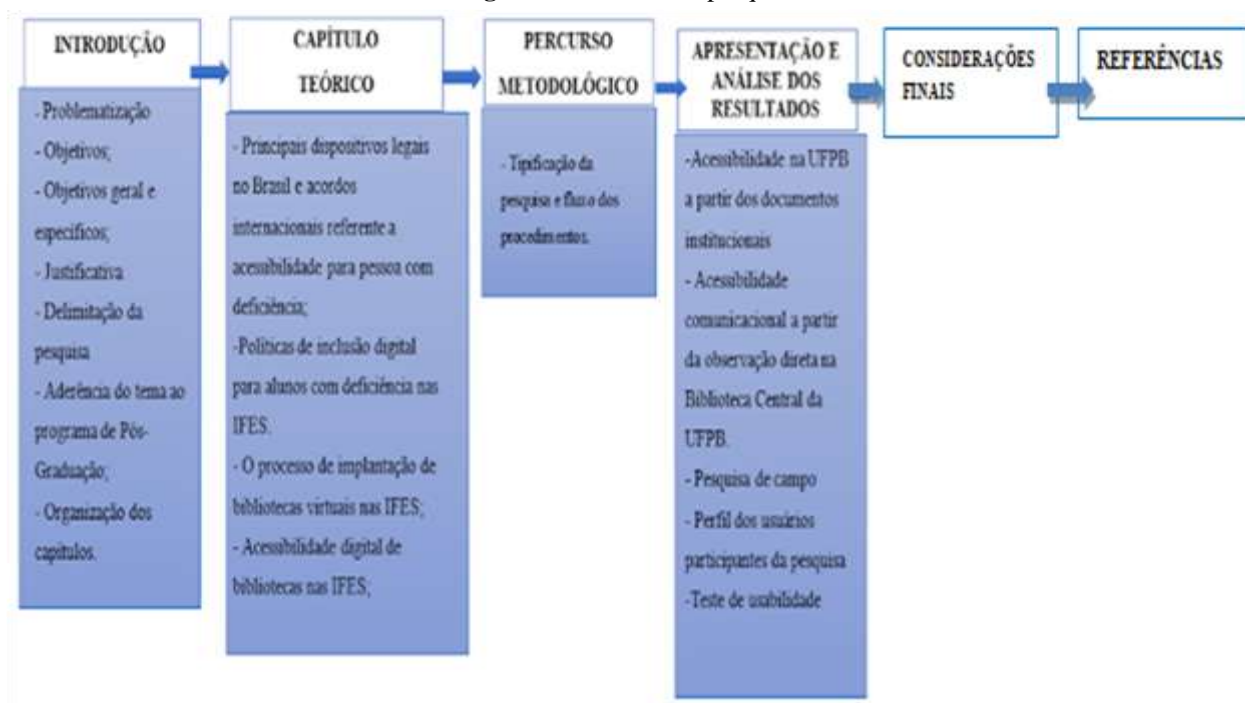 INTRODUÇÃO
- Problematização
- Objetivos;
- Objetivos geral e
específicos;
- Justificativa
- Delimitação da
pesquisa
- Aderência do tema ao
programa de Pós-
Graduação;
- Organização dos
capítulos.
CAPÍTULO
TEÓRICO
- Principais dispositivos legais
no Brasil e acordos
internacionais referente a
acessibilidade para pessoa com
deficiência;
-Políticas de inclusão digital
para alunos com deficiência nas
IFES.
- O processo de implantação de
bibliotecas virtuais nas IFES;
- Acessibilidade digital de
bibliotecas nas IFES;
PERCURSO
METODOLÓGICO
- Tipificação da
pesquisa e fluxo dos
procedimentos.
APRESENTAÇÃO E
ANÁLISE DOS
RESULTADOS
-Acessibilidade na UFPB
a partir dos documentos
institucionais
- Acessibilidade
comunicacional a partir
da observação direta na
Biblioteca Central da
UFPB.
- Pesquisa de campo
- Perfil dos usuários
participantes da pesquisa
-Teste de usabilidade
CONSIDERAÇÕES
FINAIS
REFERÊNCIAS